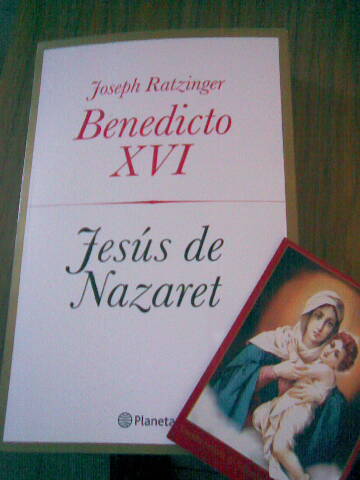 Joseph Ratzinger
Benedicto
XVI
Jesús de
Nazaret
Planeta